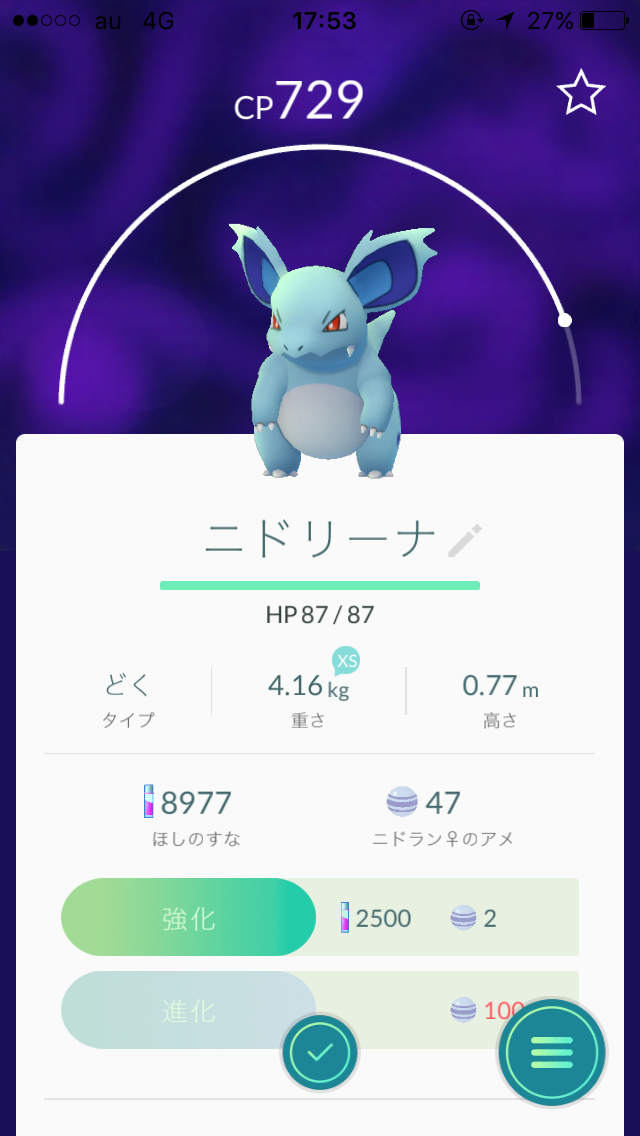 au 4G 17:53 27%
CP729
ニドリーナ
HP 87 / 87
XS
どく 4.16 kg 0.77 m
タイプ 重さ 高さ
8977 47
ほしのすな ニドラン♀のアメ
強化 2500 2
進化 100